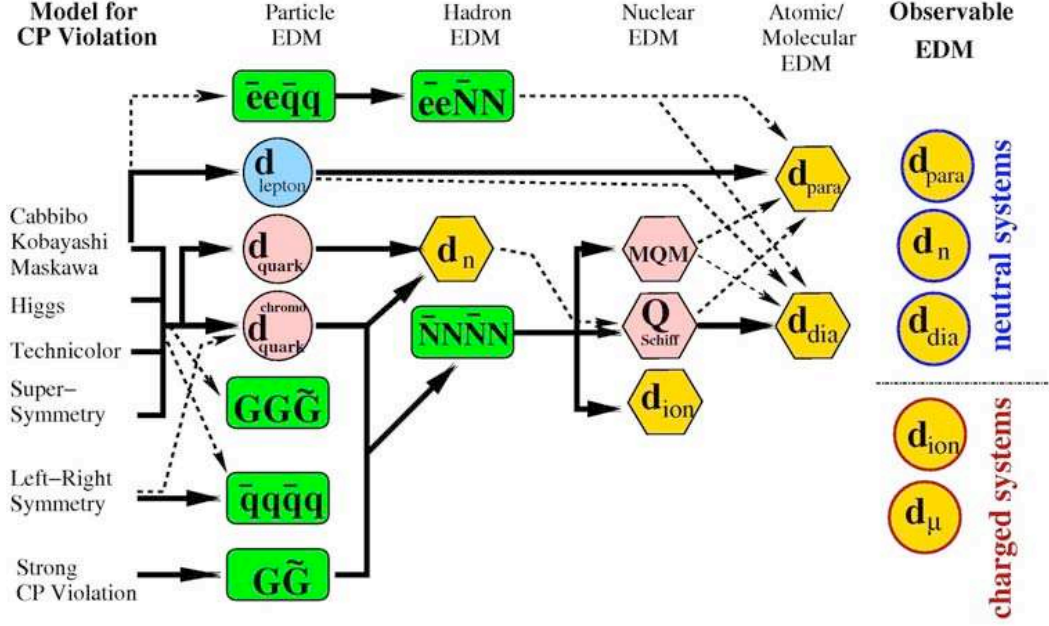 Model for
CP Violation
Particle
EDM
Hadron
EDM
Nuclear
EDM
Atomic/
Molecular
EDM
Observable
EDM
ēeq̄q
ēeN̄N
d
lepton
d
para
d
para
Cabbibo
Kobayashi
Maskawa
d
quark
d n
MQM
d n
neutral systems
Higgs
chromo
d
quark
N̄NN̄N
Q
Schiff
d
dia
d
dia
Technicolor
Super−
Symmetry
GGG̃
d ion
d ion
Left−Right
Symmetry
q̄qq̄q
d μ
charged systems
Strong
CP Violation
GG̃